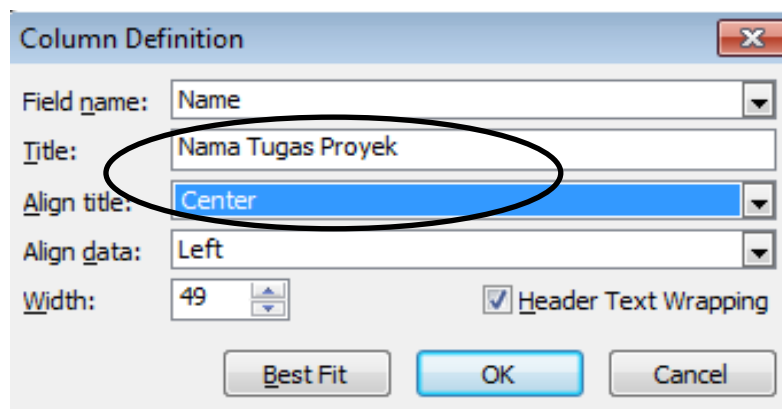 Column Definition
Field name: Name
Title: Nama Tugas Proyek
Align title: Center
Align data: Left
Width: 49 Header Text Wrapping
Best Fit OK Cancel